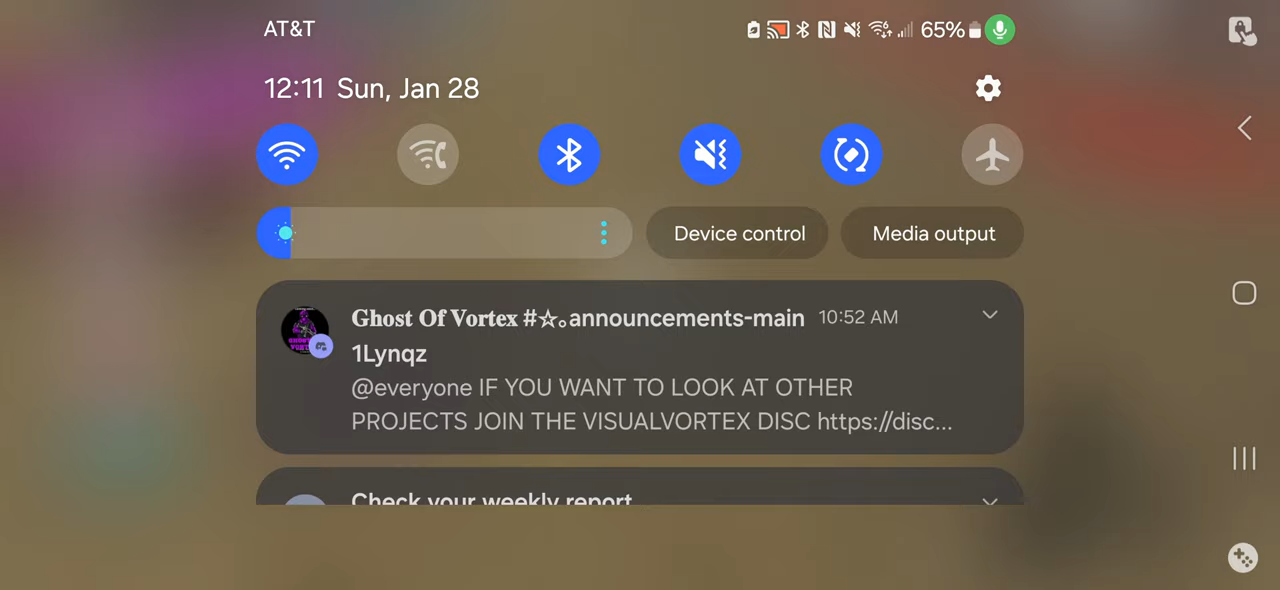 AT&T
65%
12:11 Sun, Jan 28
Device control
Media output
𝐆𝐡𝐨𝐬𝐭 𝐎𝐟 𝐕𝐨𝐫𝐭𝐞𝐱 #☆｡announcements-main 10:52 AM
1Lynqz
@everyone IF YOU WANT TO LOOK AT OTHER
PROJECTS JOIN THE VISUALVORTEX DISC https://disc...
Check your weekly report